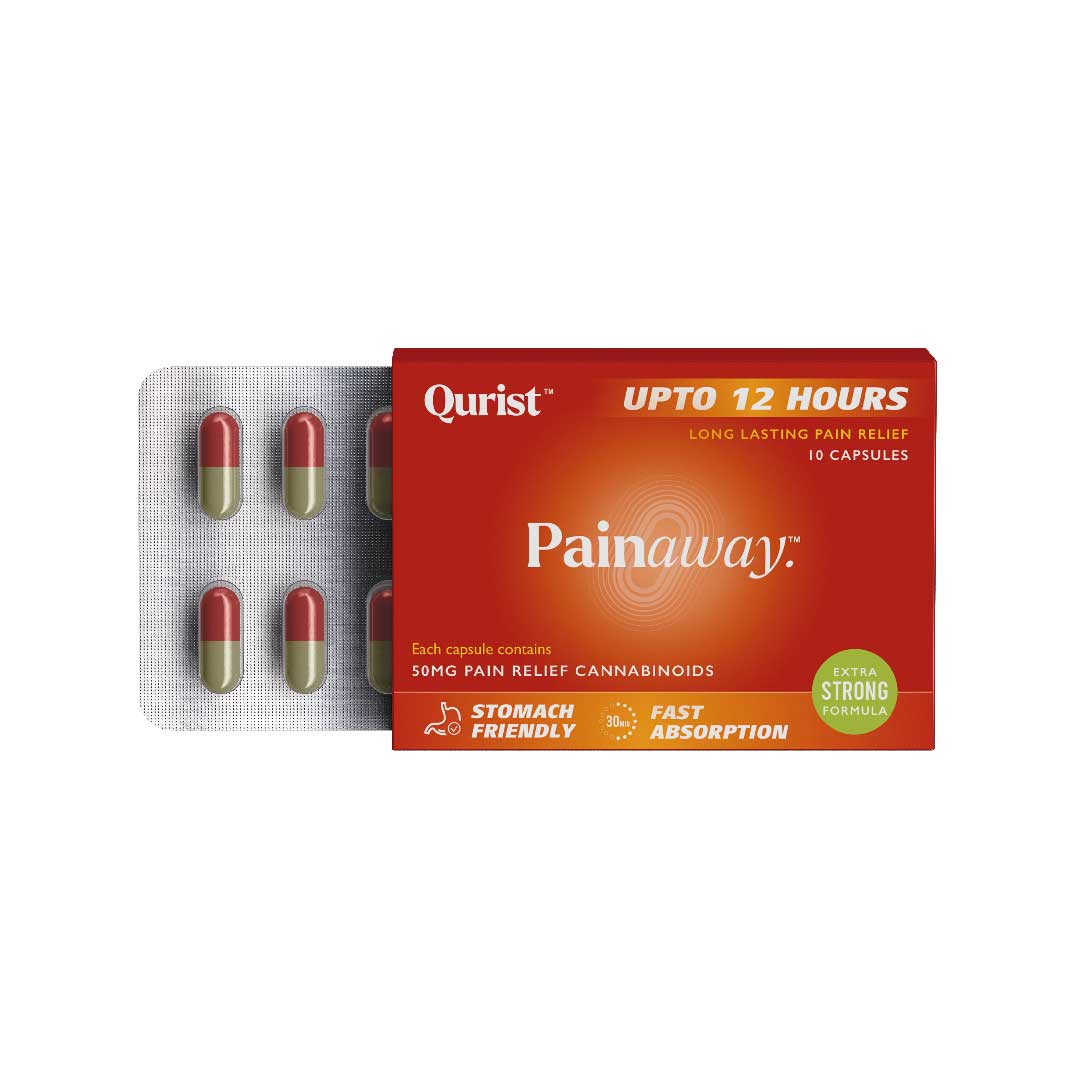 Qurist™
UPTO 12 HOURS
LONG LASTING PAIN RELIEF
10 CAPSULES
Painaway.™
Each capsule contains
50MG PAIN RELIEF CANNABINOIDS
STOMACH
FRIENDLY
30MIN
FAST
ABSORPTION
EXTRA
STRONG
FORMULA